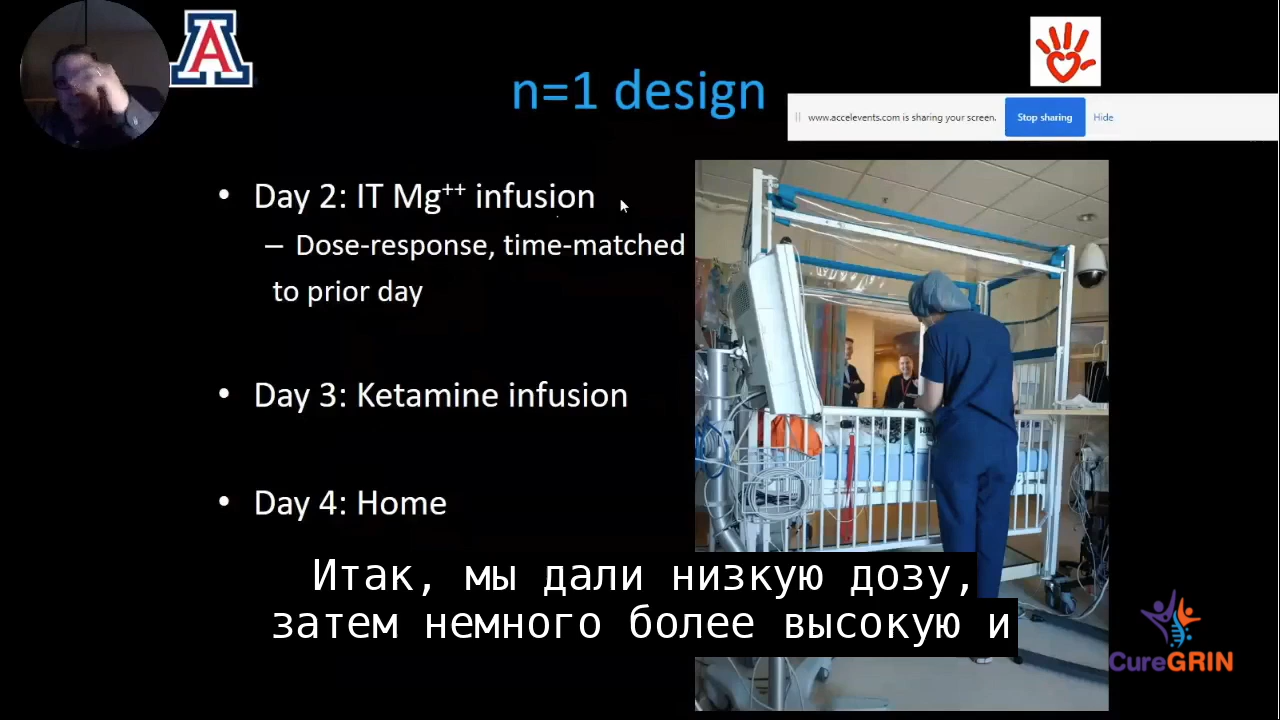 A
n=1 design
www.accelevents.com is sharing your screen. Stop sharing Hide
• Day 2: IT Mg⁺⁺ infusion
– Dose-response, time-matched
to prior day
• Day 3: Ketamine infusion
• Day 4: Home
Итак, мы дали низкую дозу,
затем немного более высокую и
CureGRIN